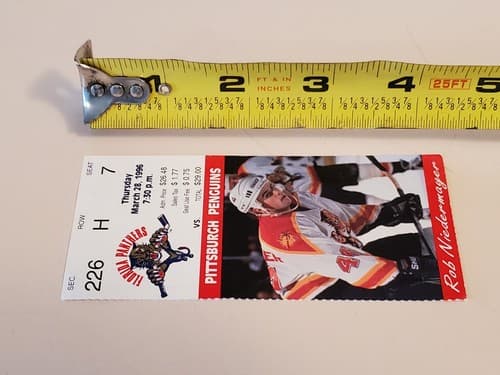 1 2 FT & IN INCHES 3 4 25FT 5
SEC. ROW SEAT
226 H 7
Thursday
March 28, 1996
7:30 p.m.
Adm. Price $26.48
Sales Tax $ 1.77
Seat Use Fee $ 0.75
TOTAL $29.00
FLORIDA PANTHERS
vs.
PITTSBURGH PENGUINS
Rob Niedermayer